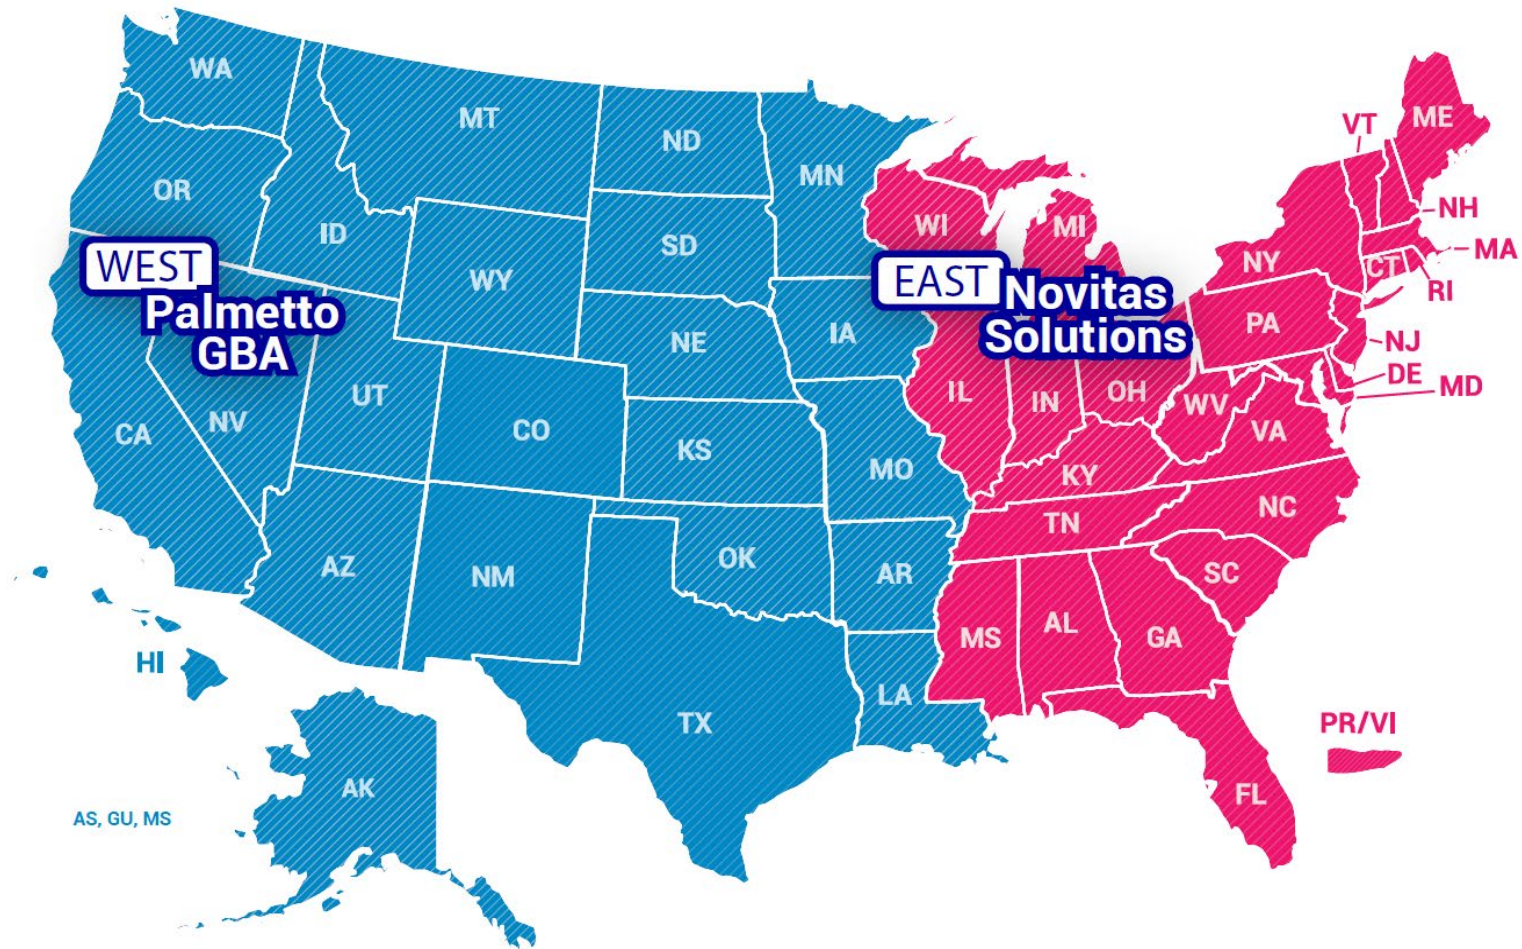 WA
MT
ND
MN
OR
ID
SD
WY
WI
MI
VT
ME
NH
NY
MA
CT
RI
WEST
Palmetto
GBA
EAST
Novitas
Solutions
NE
IA
PA
NJ
DE
MD
UT
CO
NV
CA
KS
MO
IL
IN
OH
WV
VA
KY
NC
TN
AZ
NM
OK
AR
SC
MS
AL
GA
HI
LA
TX
PR/VI
FL
AK
AS, GU, MS